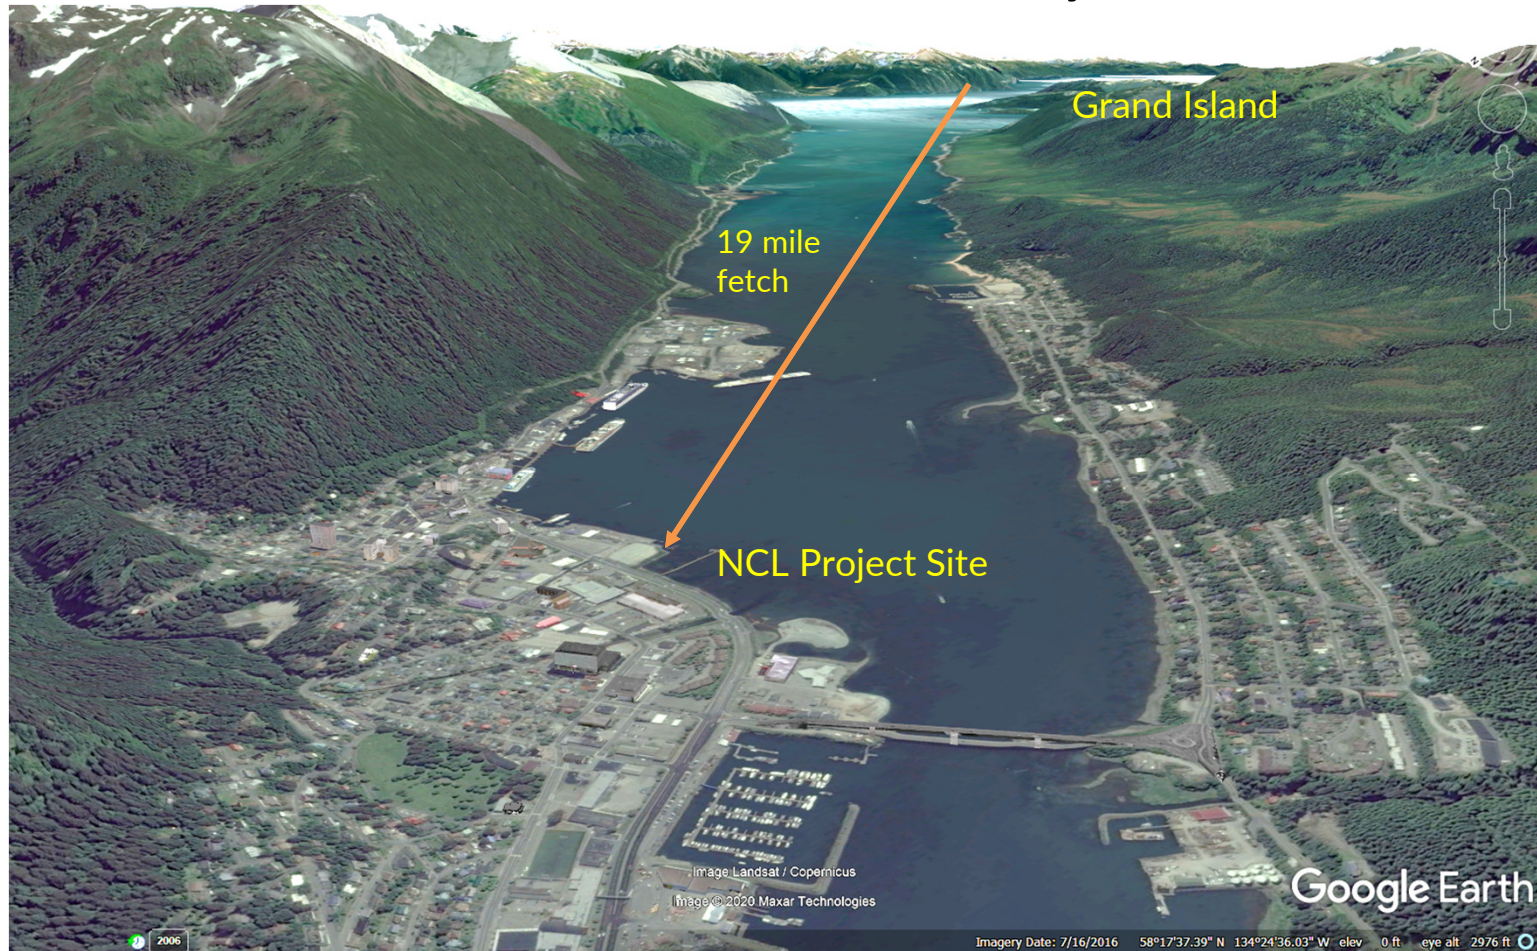 Grand Island
19 mile
fetch
NCL Project Site
Image Landsat / Copernicus
Image © 2020 Maxar Technologies
Google Earth
2006
Imagery Date: 7/16/2016 58°17'37.39" N 134°24'36.03" W elev 0 ft eye alt 2976 ft